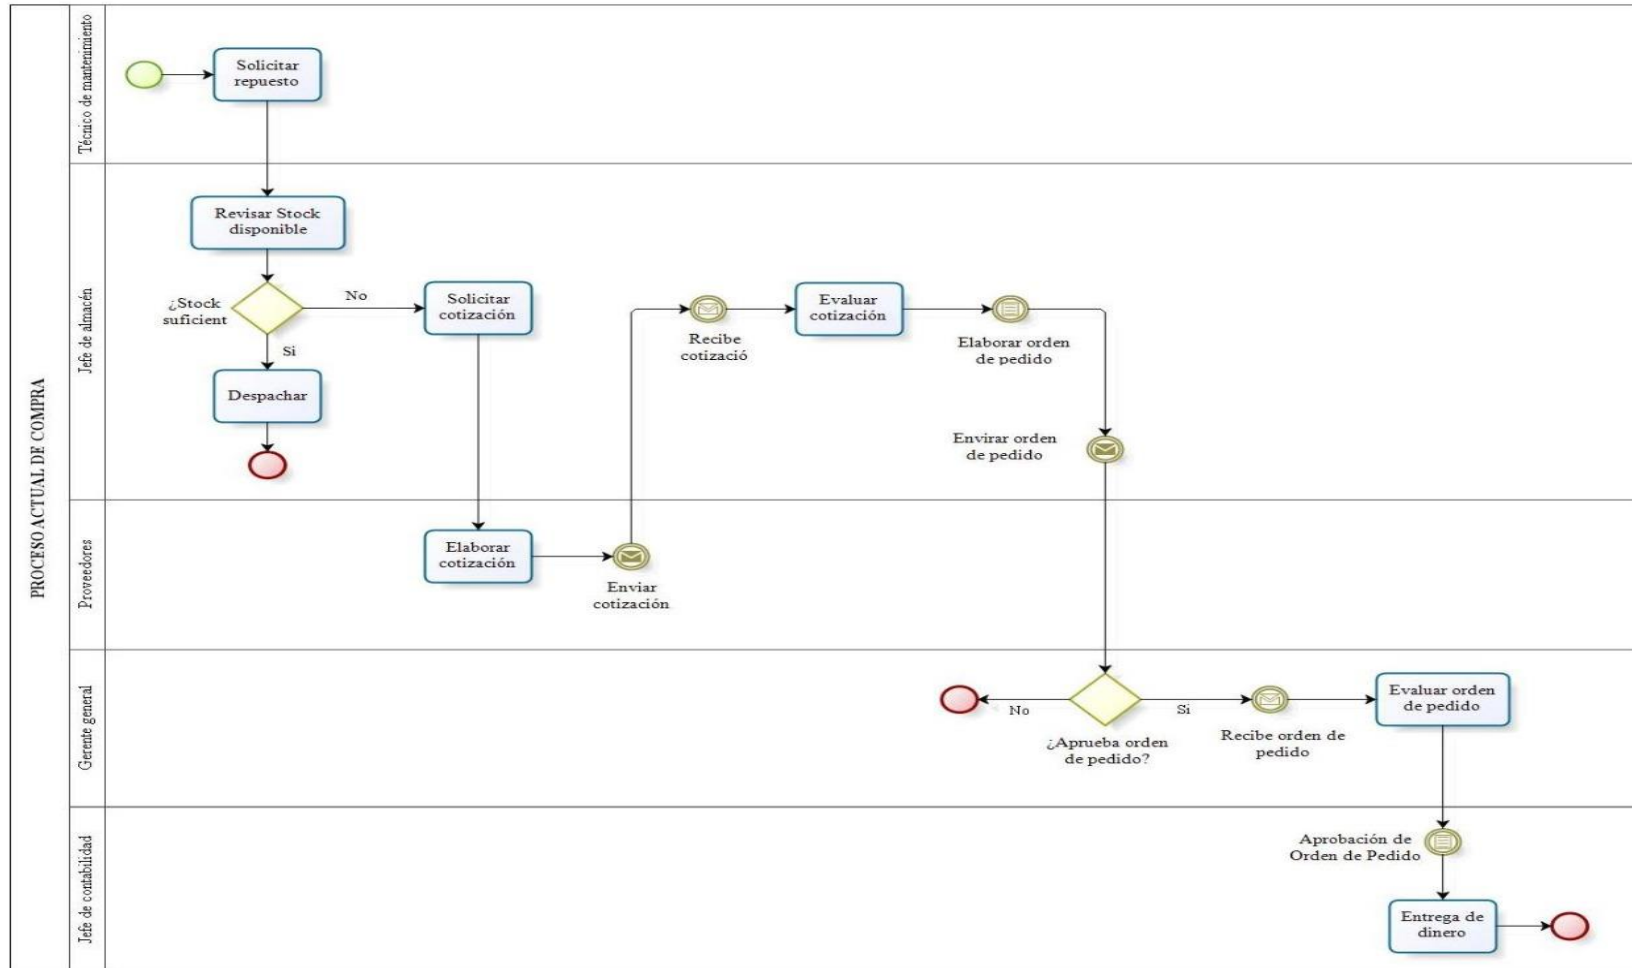 PROCESO ACTUAL DE COMPRA
Técnico de mantenimiento
Solicitar
repuesto
Jefe de almacén
Revisar Stock
disponible
¿Stock
suficient
No
Si
Despachar
Solicitar
cotización
Recibe
cotizació
Evaluar
cotización
Elaborar orden
de pedido
Envirar orden
de pedido
Proveedores
Elaborar
cotización
Enviar
cotización
Gerente general
No
¿Aprueba orden
de pedido?
Si
Recibe orden de
pedido
Evaluar orden
de pedido
Jefe de contabilidad
Aprobación de
Orden de Pedido
Entrega de
dinero